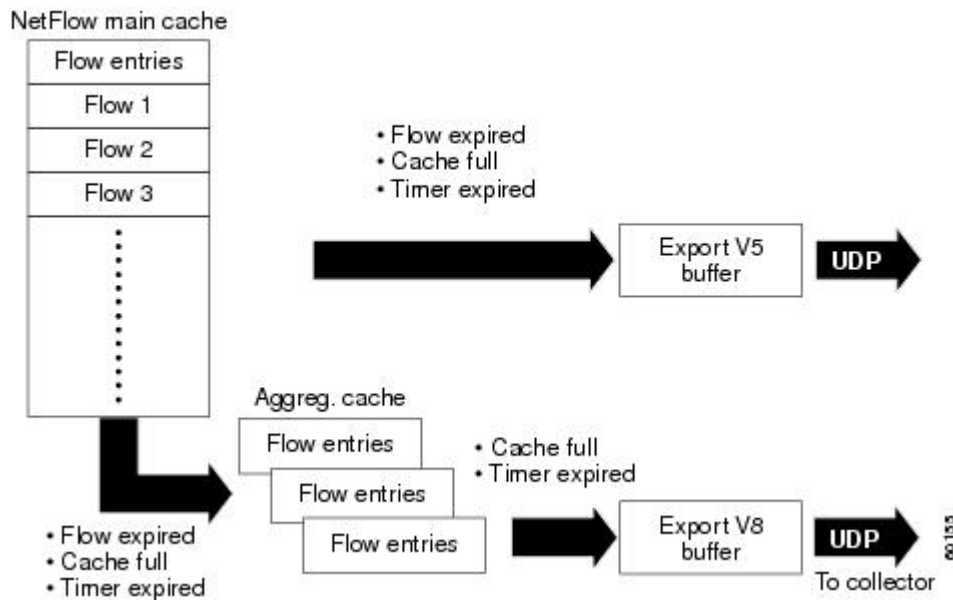 NetFlow main cache
Flow entries
Flow 1
Flow 2
Flow 3
• Flow expired
• Cache full
• Timer expired
Export V5
buffer
UDP
Aggreg. cache
Flow entries
Flow entries
Flow entries
• Flow expired
• Cache full
• Timer expired
• Cache full
• Timer expired
Export V8
buffer
UDP
To collector
60155